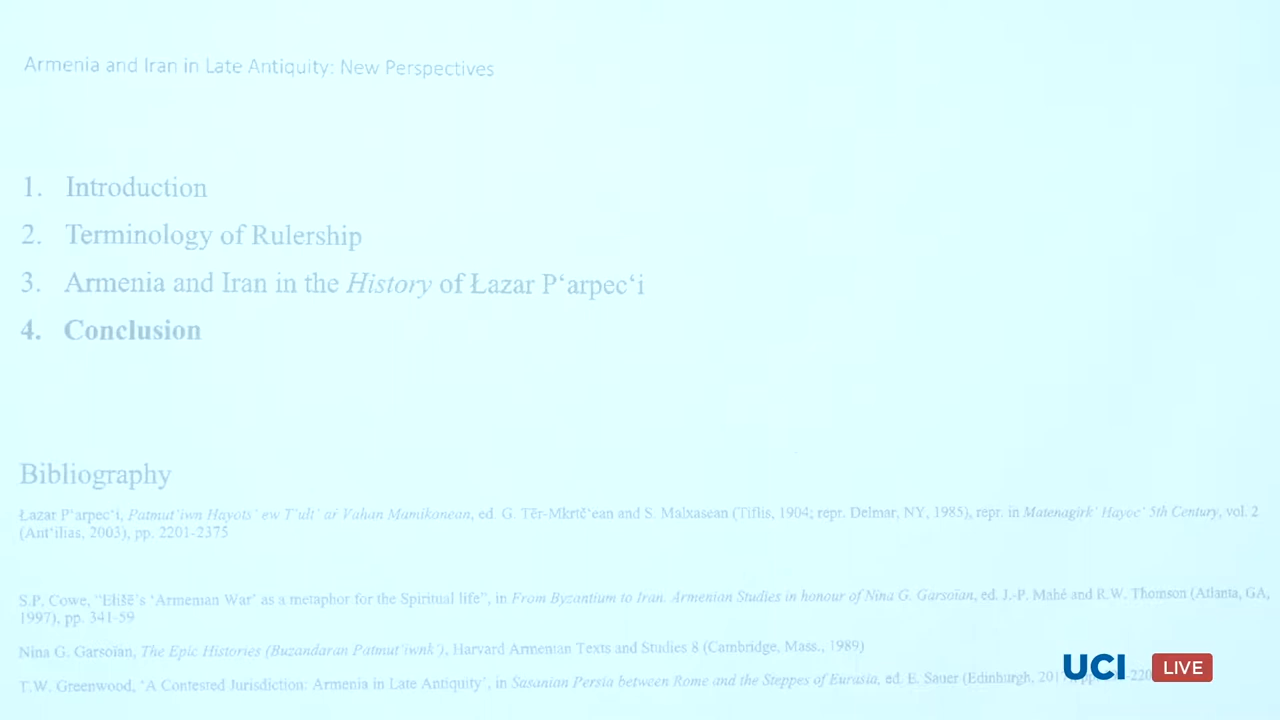 Armenia and Iran in Late Antiquity: New Perspectives
1. Introduction
2. Terminology of Rulership
3. Armenia and Iran in the History of Łazar P‘arpec‘i
4. Conclusion
Bibliography
Łazar P‘arpec‘i, Patmut‘iwn Hayots‘ ew T‘ułt‘ aṙ Vahan Mamikonean, ed. G. Tēr-Mkrtč‘ean and S. Malxasean (Tiflis, 1904; repr. Delmar, NY, 1985), repr. in Matenagirk‘ Hayoc‘ 5th Century, vol. 2
(Ant‘ilias, 2003), pp. 2201-2375
S.P. Cowe, “Ełišē’s ‘Armenian War’ as a metaphor for the Spiritual life”, in From Byzantium to Iran. Armenian Studies in honour of Nina G. Garsoïan, ed. J.-P. Mahé and R.W. Thomson (Atlanta, GA,
1997), pp. 341-59
Nina G. Garsoïan, The Epic Histories (Buzandaran Patmut‘iwnk‘), Harvard Armenian Texts and Studies 8 (Cambridge, Mass., 1989)
T.W. Greenwood, ‘A Contested Jurisdiction: Armenia in Late Antiquity’, in Sasanian Persia between Rome and the Steppes of Eurasia, ed. E. Sauer (Edinburgh,
UCI LIVE